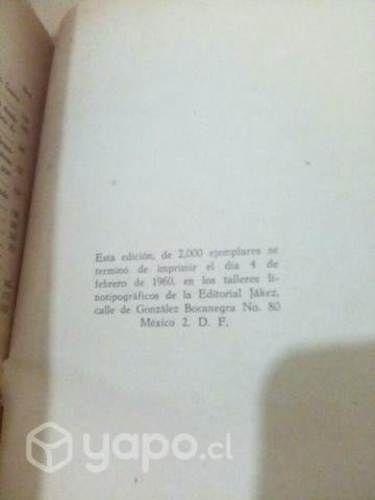 Esta edición, de 2,000 ejemplares se
terminó de imprimir el día 4 de
febrero de 1960, en los talleres li-
notipográficos de la Editorial Jákez,
calle de González Bocanegra No. 80
México 2. D. F.
yapo.cl